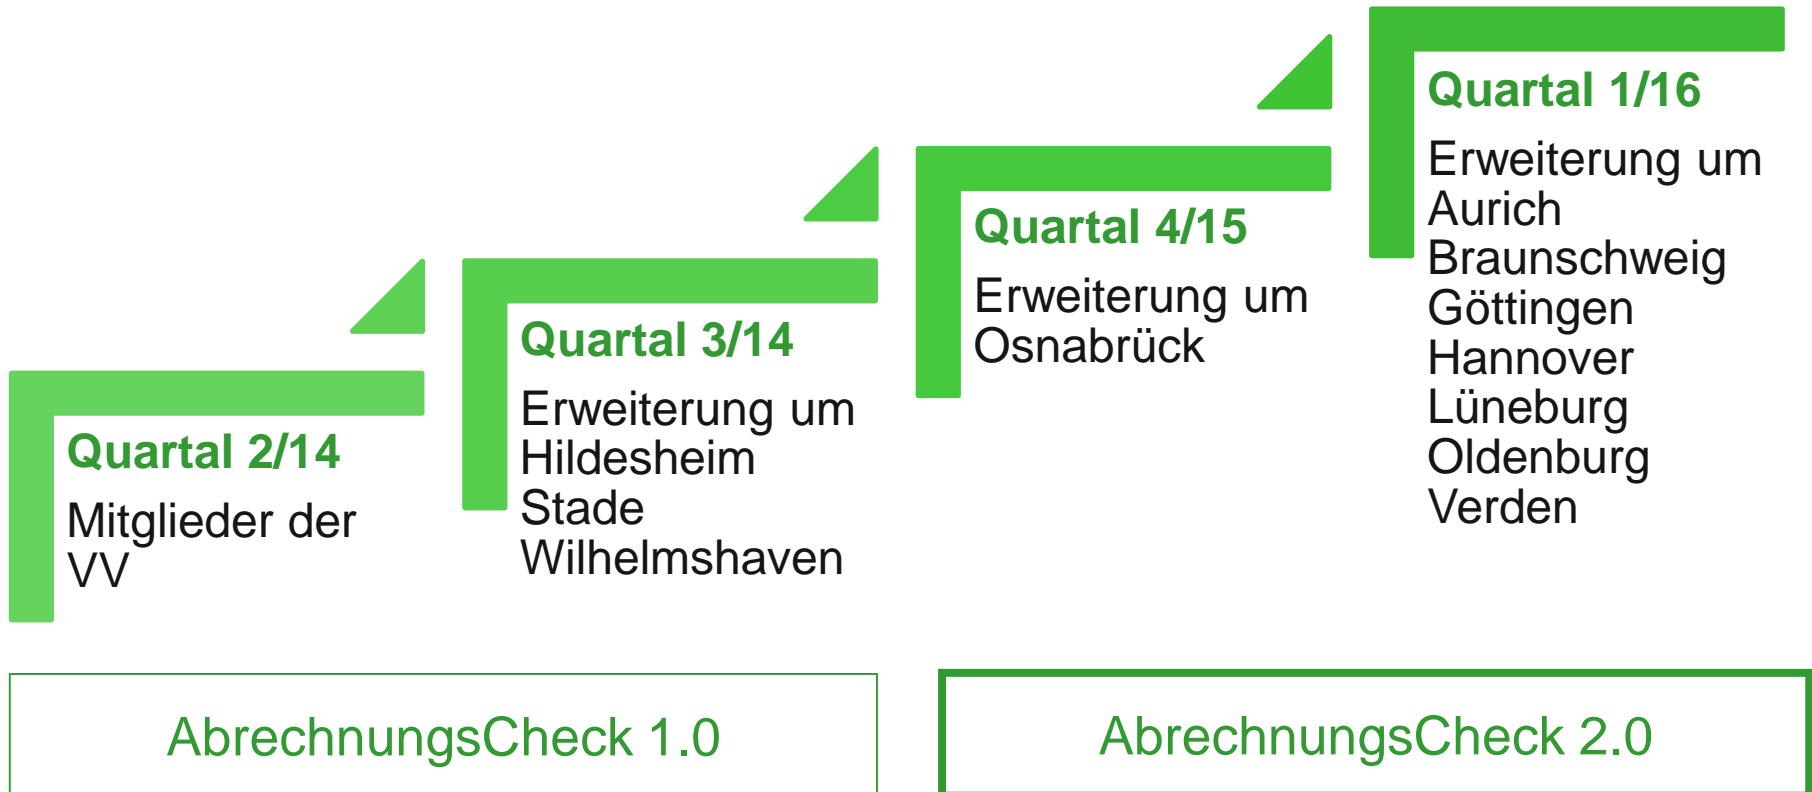 Quartal 2/14
Mitglieder der
VV
Quartal 3/14
Erweiterung um
Hildesheim
Stade
Wilhelmshaven
Quartal 4/15
Erweiterung um
Osnabrück
Quartal 1/16
Erweiterung um
Aurich
Braunschweig
Göttingen
Hannover
Lüneburg
Oldenburg
Verden
AbrechnungsCheck 1.0
AbrechnungsCheck 2.0